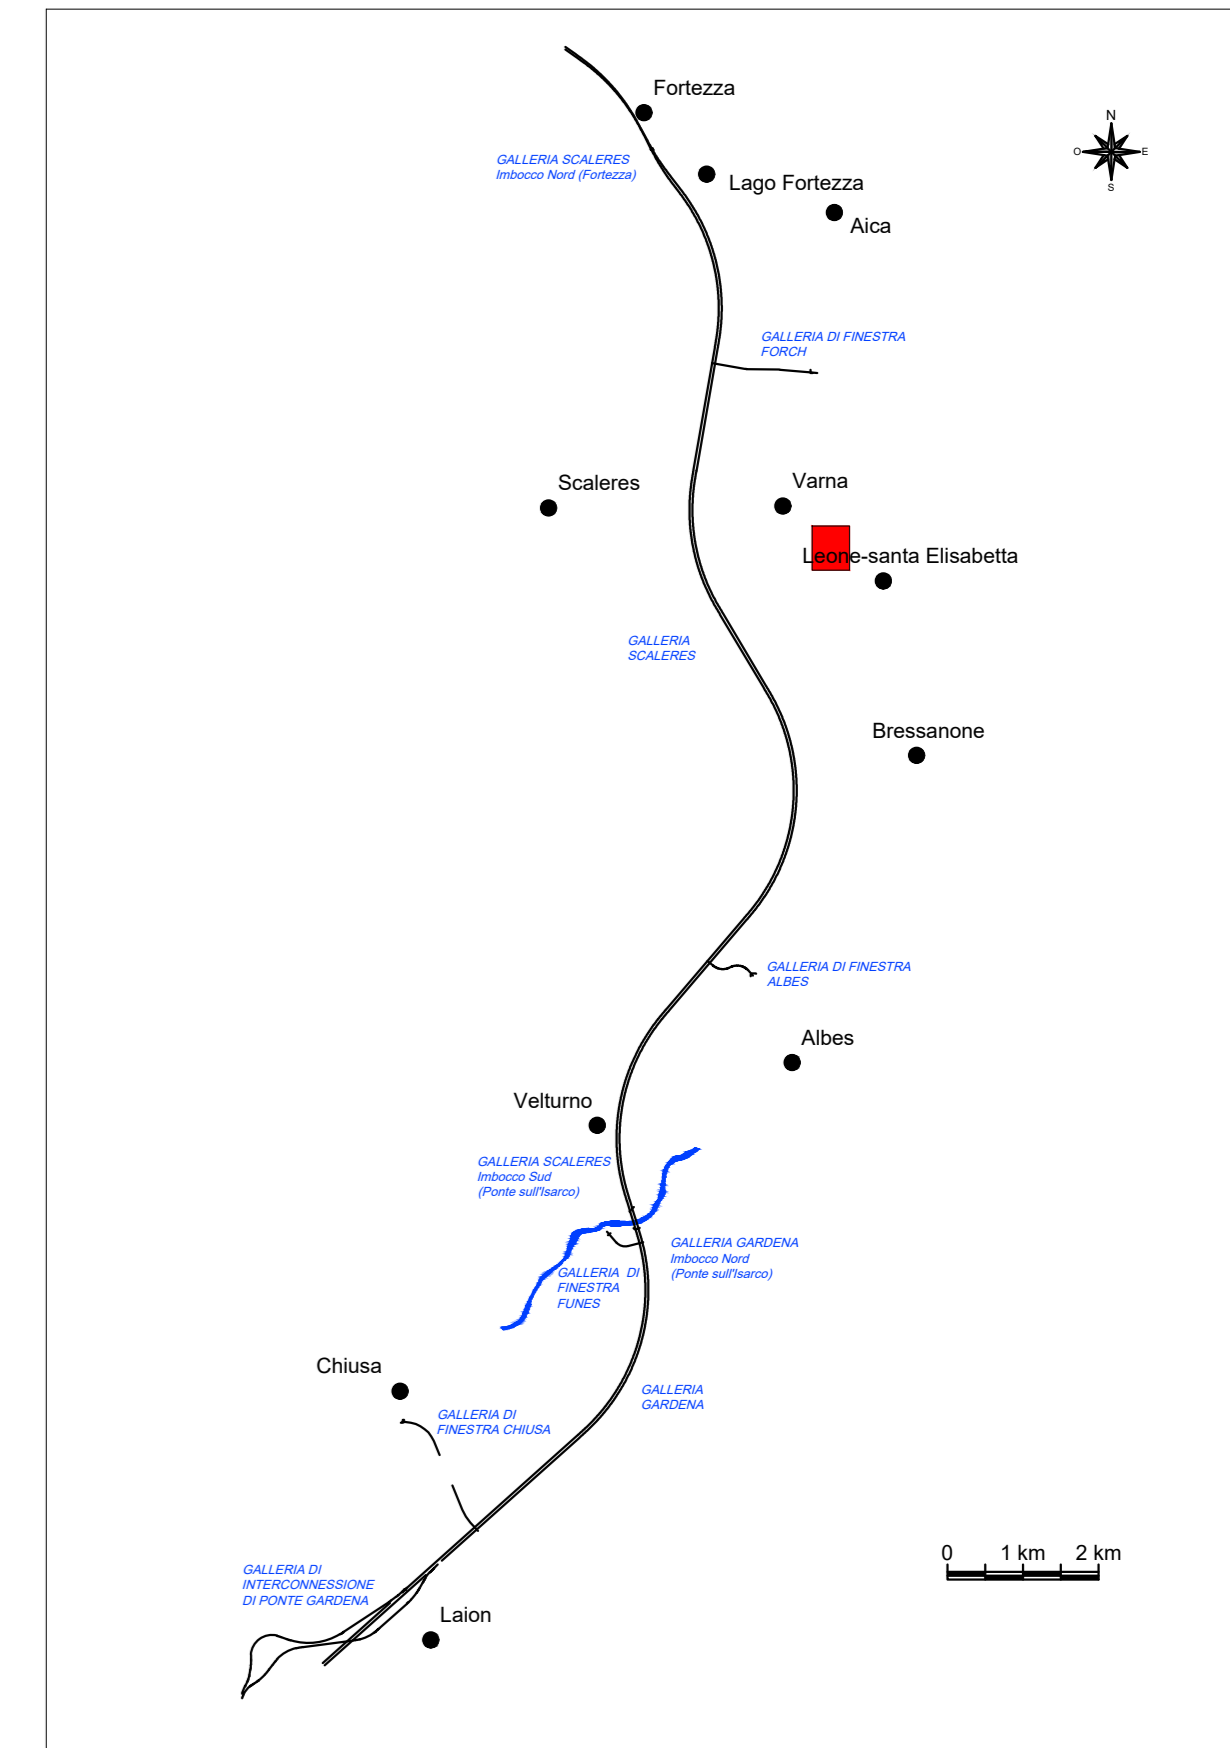 Fortezza
N
O
E
S
GALLERIA SCALERES
Imbocco Nord (Fortezza)
Lago Fortezza
Aica
GALLERIA DI FINESTRA
FORCH
Scaleres
Varna
Leone-santa Elisabetta
GALLERIA
SCALERES
Bressanone
GALLERIA DI FINESTRA
ALBES
Albes
Velturno
GALLERIA SCALERES
Imbocco Sud
(Ponte sull'Isarco)
GALLERIA GARDENA
Imbocco Nord
(Ponte sull'Isarco)
GALLERIA DI
FINESTRA
FUNES
Chiusa
GALLERIA
GARDENA
GALLERIA DI
FINESTRA CHIUSA
0 1 km 2 km
GALLERIA DI
INTERCONNESSIONE
DI PONTE GARDENA
Laion